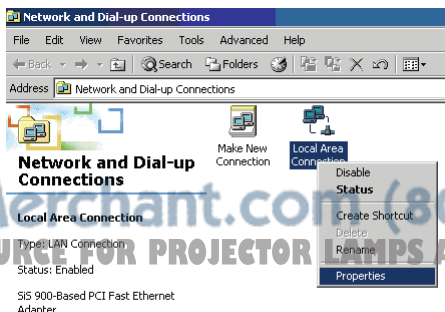 Network and Dial-up Connections
File Edit View Favorites Tools Advanced Help
Back Search Folders
Address Network and Dial-up Connections
Make New Connection
Local Area Connection
Network and Dial-up Connections
Disable
Status
Create Shortcut
Delete
Rename
Properties
Local Area Connection
Type: LAN Connection
Status: Enabled
SiS 900-Based PCI Fast Ethernet
Adapter
erchant.com (80
URCE FOR PROJECTOR LAMPS A